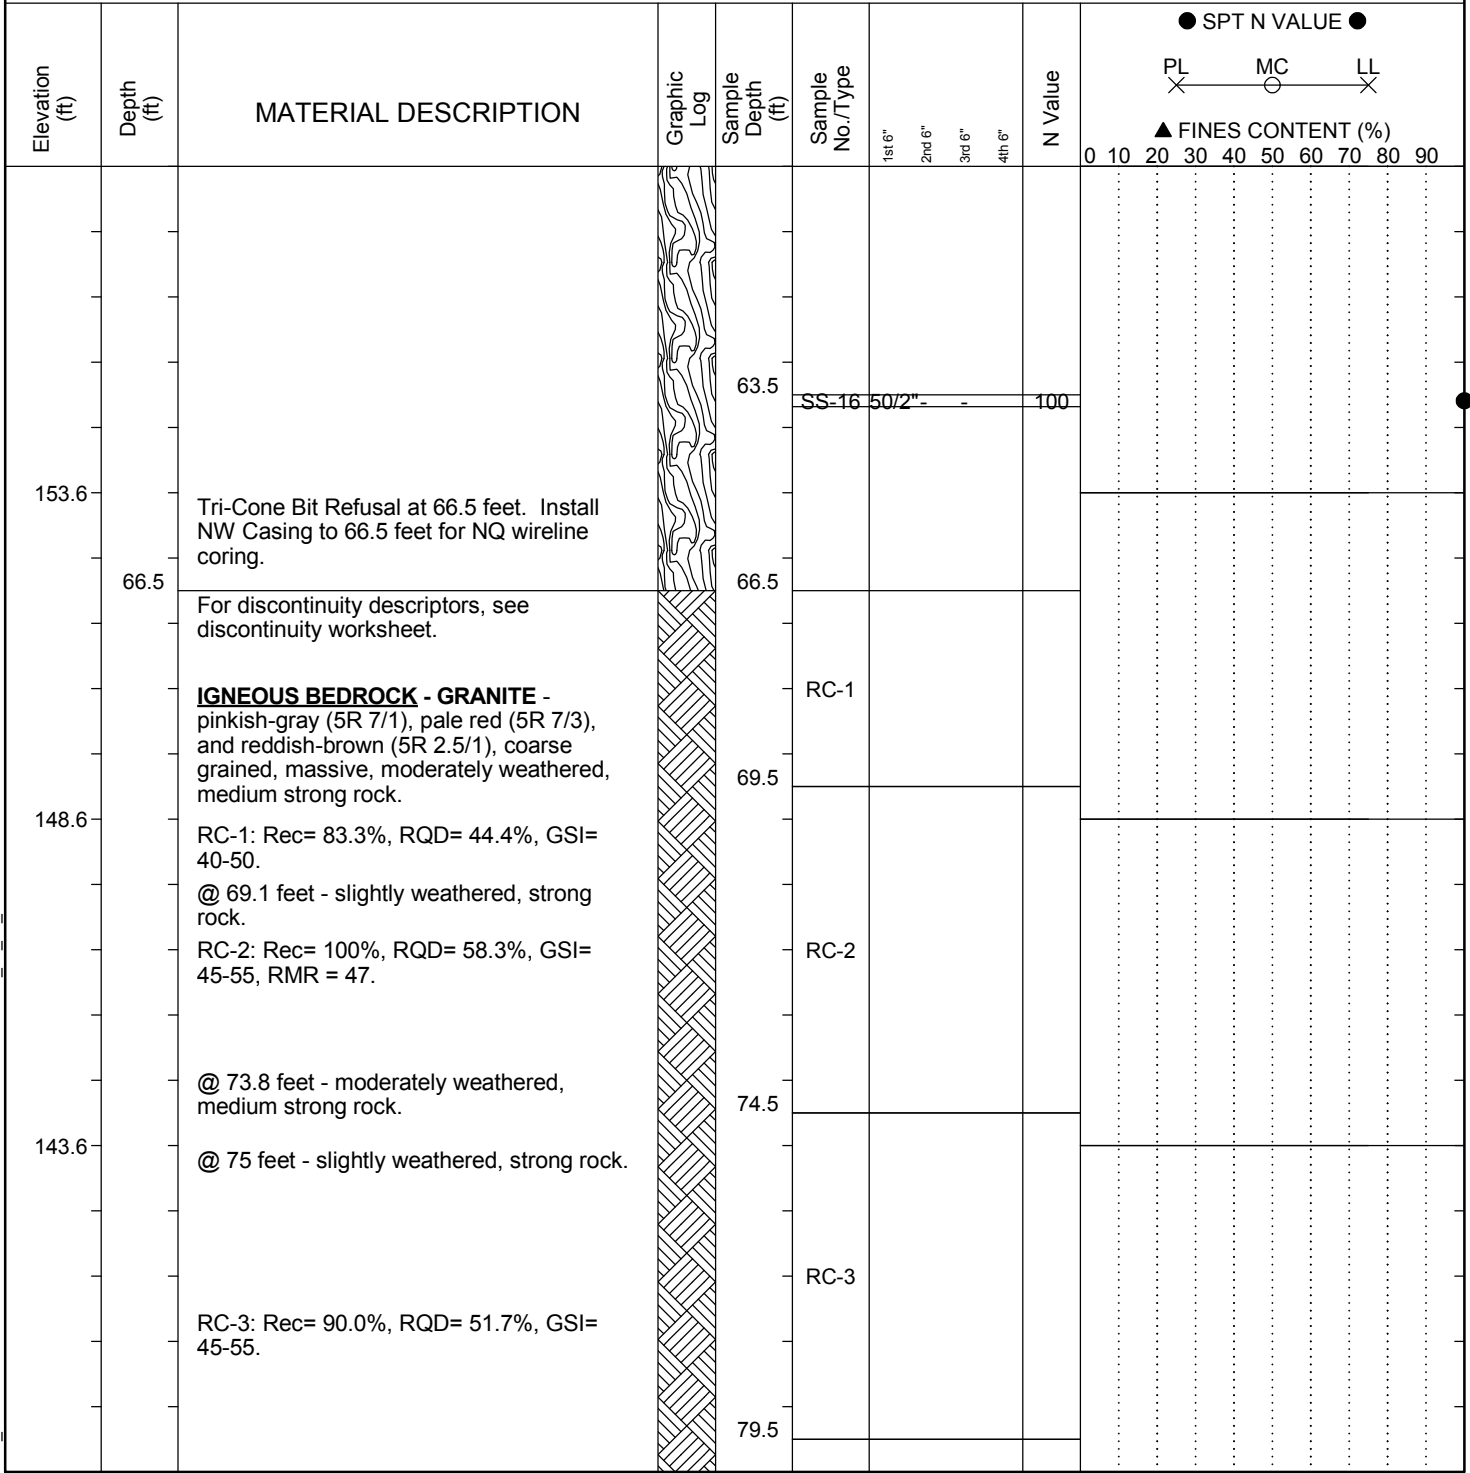 Elevation (ft)
Depth (ft)
MATERIAL DESCRIPTION
Graphic Log
Sample Depth (ft)
Sample No./Type
1st 6"
2nd 6"
3rd 6"
4th 6"
N Value
● SPT N VALUE ●
PL MC LL
▲ FINES CONTENT (%)
0 10 20 30 40 50 60 70 80 90
63.5
SS-16 50/2"- - 100
153.6
Tri-Cone Bit Refusal at 66.5 feet. Install
NW Casing to 66.5 feet for NQ wireline
coring.
66.5 66.5
For discontinuity descriptors, see
discontinuity worksheet.
RC-1
IGNEOUS BEDROCK - GRANITE -
pinkish-gray (5R 7/1), pale red (5R 7/3),
and reddish-brown (5R 2.5/1), coarse
grained, massive, moderately weathered,
medium strong rock.
69.5
148.6
RC-1: Rec= 83.3%, RQD= 44.4%, GSI=
40-50.
@ 69.1 feet - slightly weathered, strong
rock.
RC-2: Rec= 100%, RQD= 58.3%, GSI=
45-55, RMR = 47.
RC-2
@ 73.8 feet - moderately weathered,
medium strong rock.
74.5
143.6
@ 75 feet - slightly weathered, strong rock.
RC-3
RC-3: Rec= 90.0%, RQD= 51.7%, GSI=
45-55.
79.5